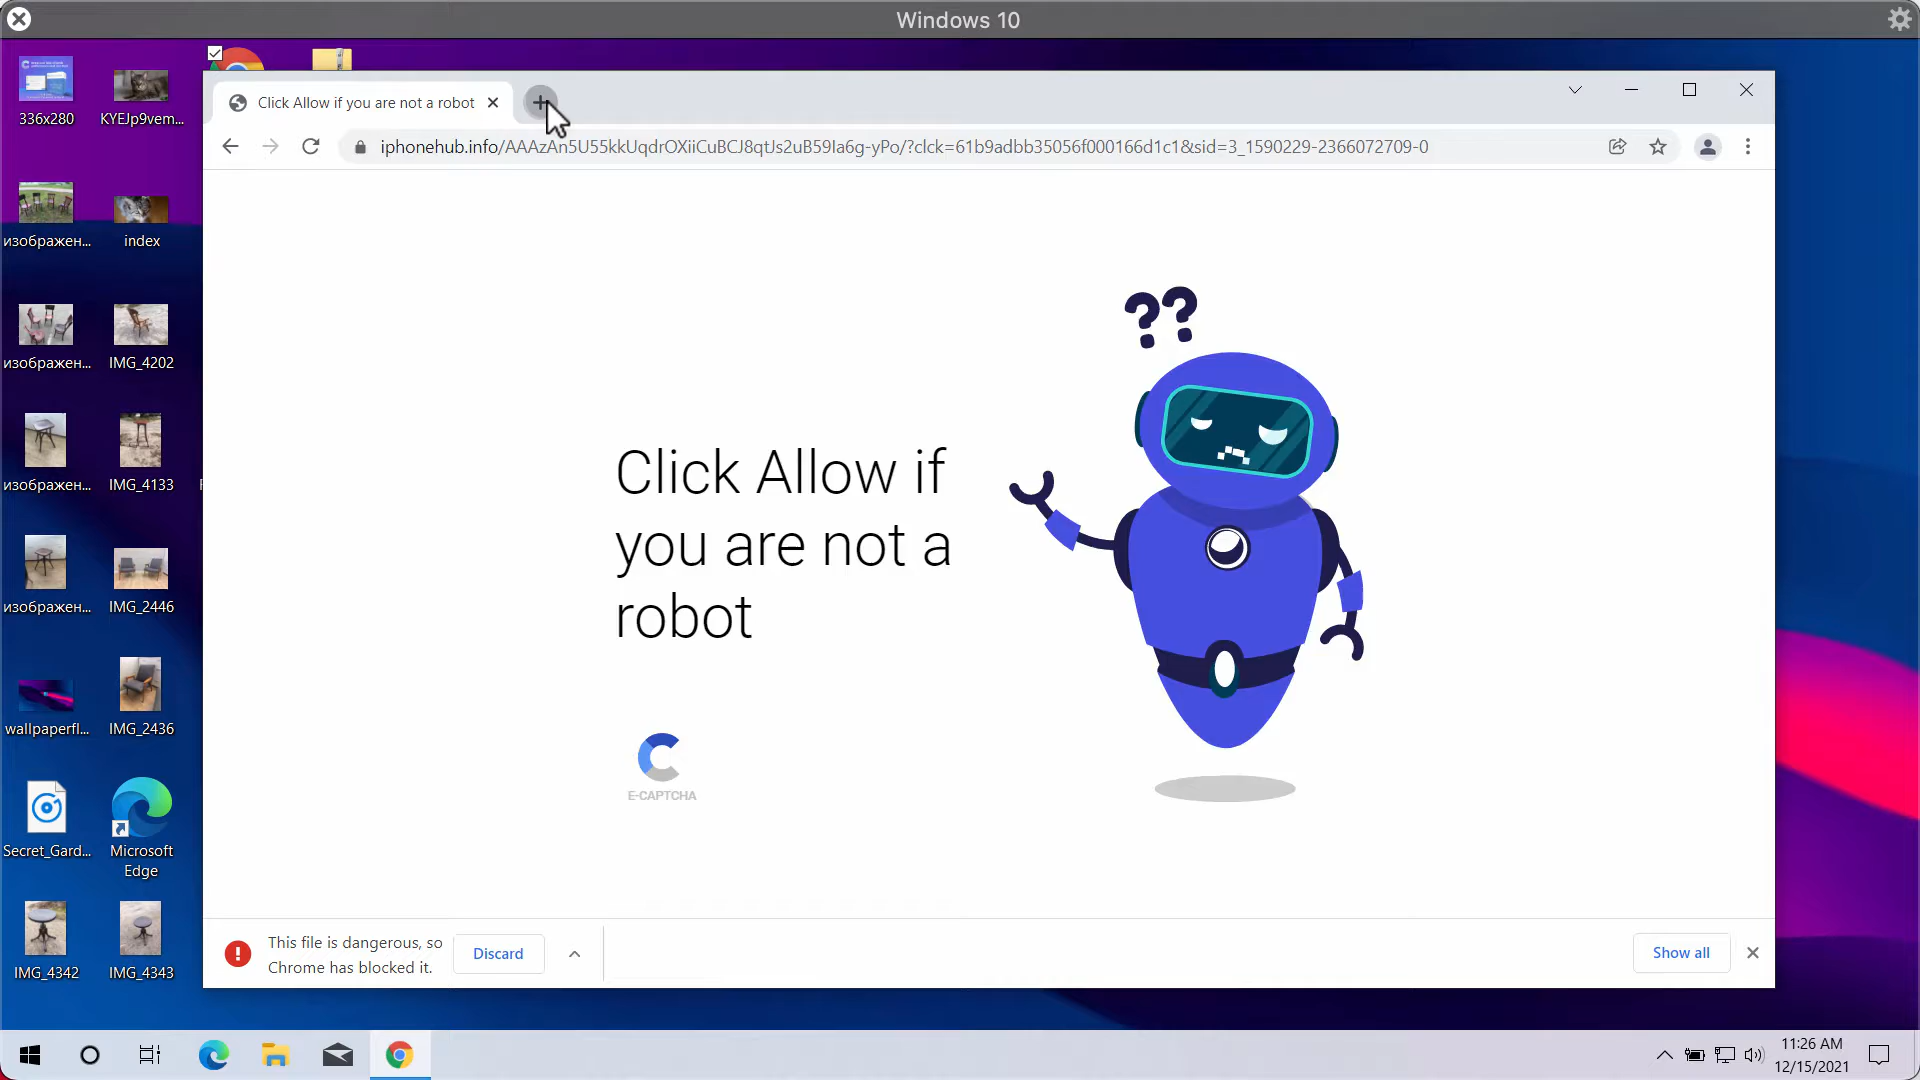 Windows 10
336x280
KYEJp9vem...
изображен...
index
изображен...
IMG_4202
изображен...
IMG_4133
изображен...
IMG_2446
wallpaperfl...
IMG_2436
Secret_Gard...
Microsoft
Edge
IMG_4342
IMG_4343
Click Allow if you are not a robot
iphonehub.info/AAAzAn5U55kkUqdrOXiiCuBCJ8qtJs2uB59Ia6g-yPo/?clck=61b9adbb35056f000166d1c1&sid=3_1590229-2366072709-0
??
Click Allow if
you are not a
robot
E-CAPTCHA
This file is dangerous, so
Chrome has blocked it.
Discard
Show all
11:26 AM
12/15/2021